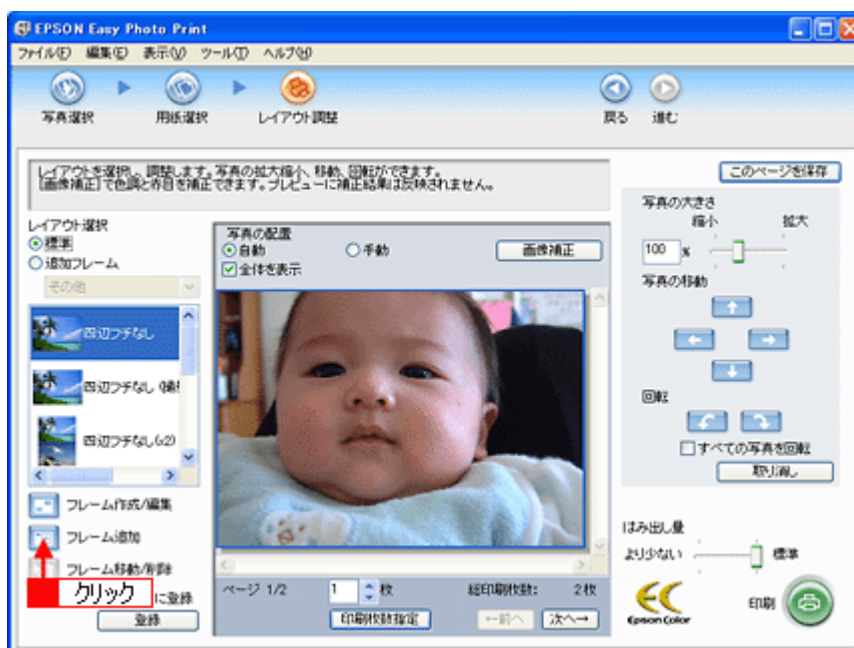 EPSON Easy Photo Print
ファイル(F) 編集(E) 表示(V) ツール(T) ヘルプ(H)
写真選択 用紙選択 レイアウト調整 戻る 進む
レイアウトを選択し、調整します。写真の拡大縮小、移動、回転ができます。
[画像補正]で色調と赤目を補正できます。プレビューに補正結果は反映されません。
このページを保存
レイアウト選択
標準
追加フレーム
その他
四辺フチなし
四辺フチなし
四辺フチなし(x2)
フレーム作成/編集
フレーム追加
フレーム移動/削除
クリック
に登録
登録
写真の配置
自動 手動 画像補正
全体を表示
ページ 1/2 1 枚 総印刷枚数: 2枚
印刷枚数指定 ←前へ 次へ→
写真の大きさ
縮小 拡大
100 %
写真の移動
回転
すべての写真を回転
取り消し
はみ出し量
より少ない 標準
Epson Color
印刷